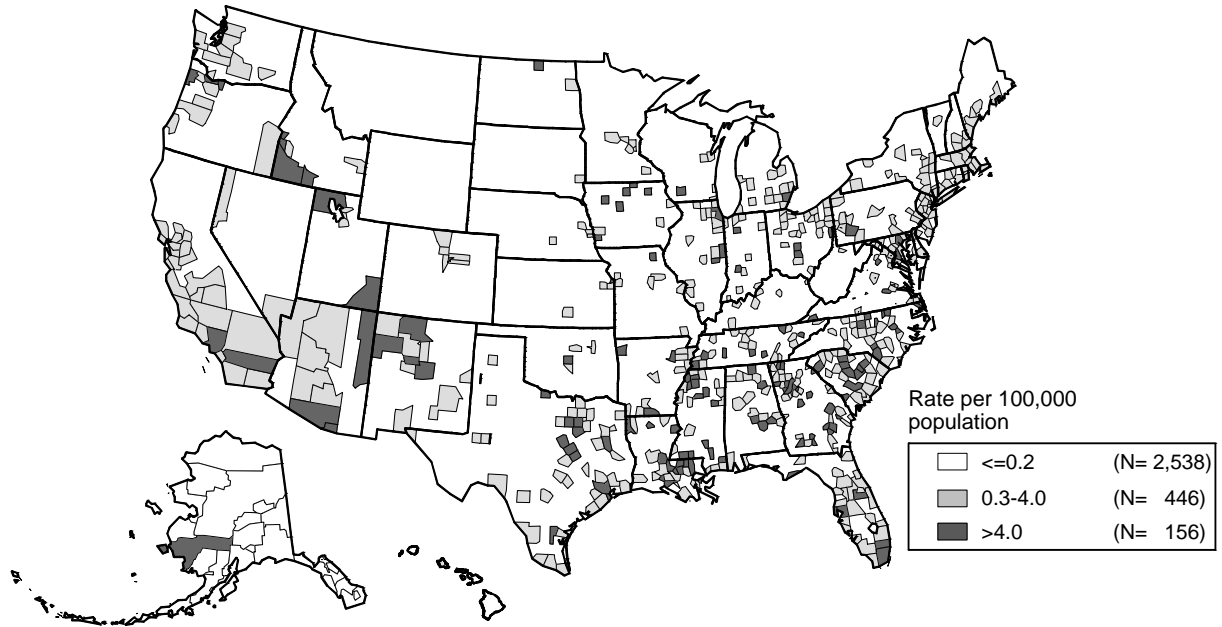 Rate per 100,000
population
<=0.2 (N= 2,538)
0.3-4.0 (N= 446)
>4.0 (N= 156)